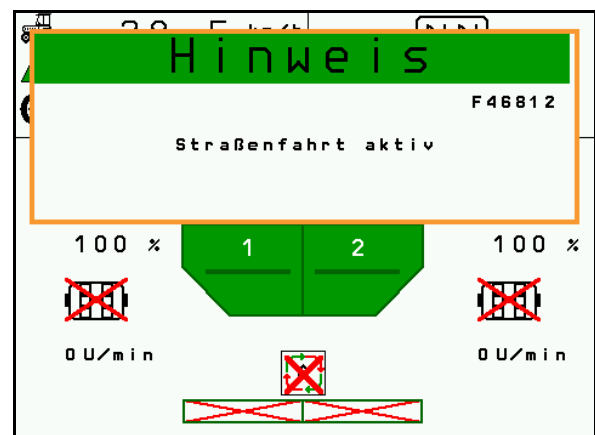 Hinweis
F46812
Straßenfahrt aktiv
100 %
1
2
100 %
0 U/min
0 U/min